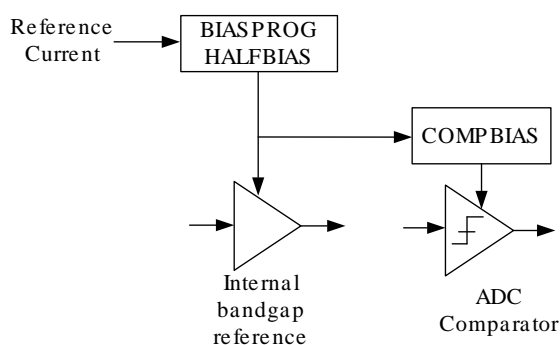 Reference
Current
BIASPROG
HALFBIAS
COMPBIAS
Internal
bandgap
reference
ADC
Comparator